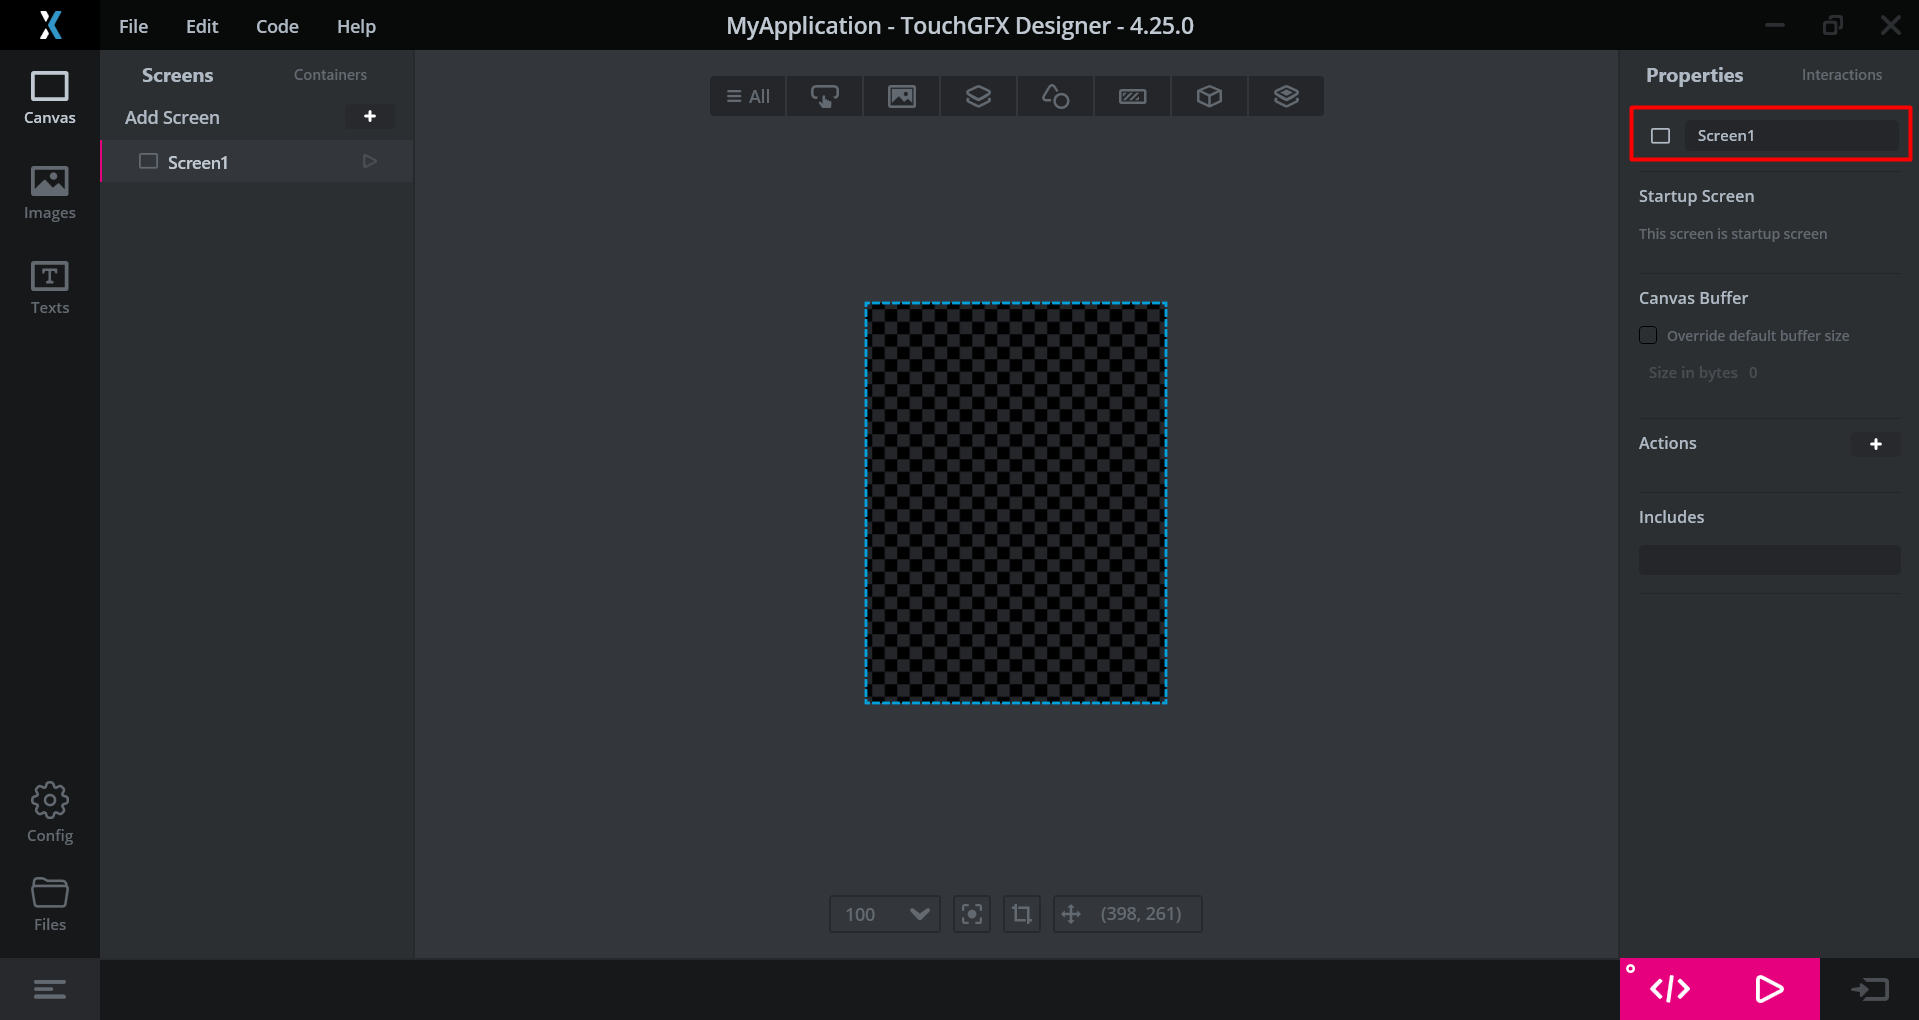 File Edit Code Help
MyApplication - TouchGFX Designer - 4.25.0
Canvas
Images
Texts
Config
Files
Screens Containers
Add Screen
Screen1
All
100
(398, 261)
Properties Interactions
Screen1
Startup Screen
This screen is startup screen
Canvas Buffer
Override default buffer size
Size in bytes 0
Actions
Includes